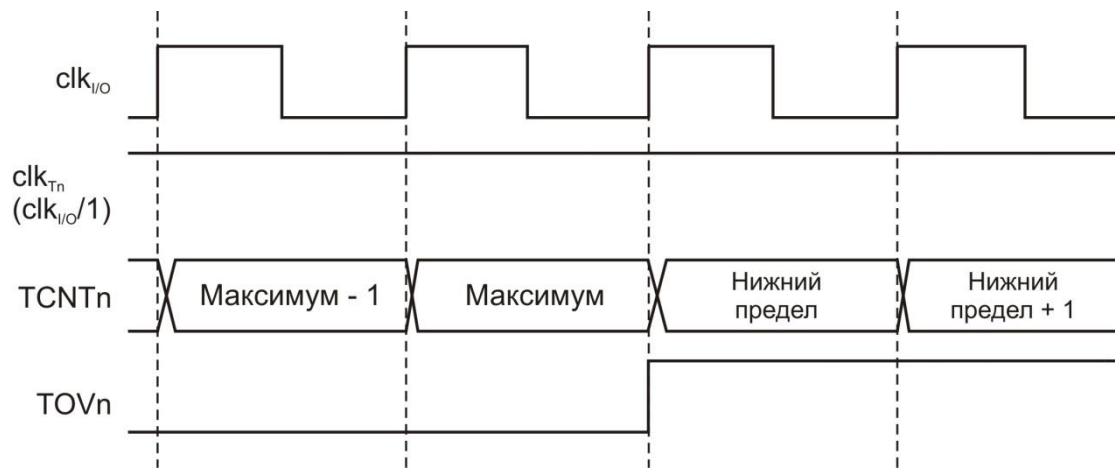 clkI/O
clkTn
(clkI/O/1)
TCNTn
Максимум - 1
Максимум
Нижний
предел
Нижний
предел + 1
TOVn